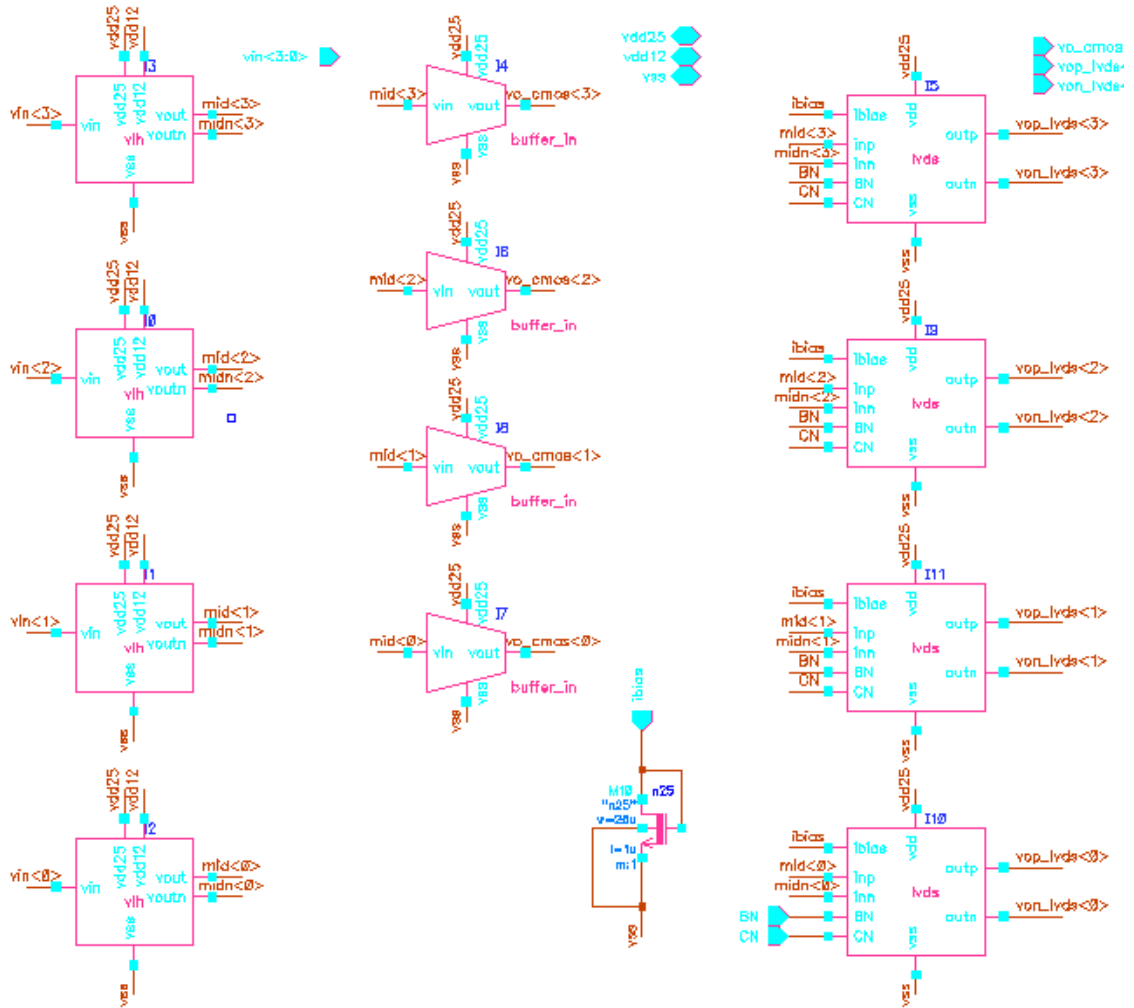 vdd25
vdd12
I3
vin<3>
vin
vdd25
vdd12
vlh
vout
voutn
vss
mid<3>
midn<3>
vss
vdd25
vdd12
I0
vin<2>
vin
vdd25
vdd12
vlh
vout
voutn
vss
mid<2>
midn<2>
vss
vdd25
vdd12
I1
vin<1>
vin
vdd25
vdd12
vlh
vout
voutn
vss
mid<1>
midn<1>
vss
vdd25
vdd12
I2
vin<0>
vin
vdd25
vdd12
vlh
vout
voutn
vss
mid<0>
midn<0>
vss
vin<3:0>
vdd25
vdd25
I4
mid<3>
vin
vout
vo_cmos<3>
vss
buffer_in
vss
vdd25
vdd25
I6
mid<2>
vin
vout
vo_cmos<2>
vss
buffer_in
vss
vdd25
vdd25
mid<1>
vin
vout
vo_cmos<1>
vss
buffer_in
vss
vdd25
vdd25
I7
mid<0>
vin
vout
vo_cmos<0>
vss
buffer_in
vss
vdd25
vdd12
vss
ibias
M10
n25
"n25"
w=20u
l=1u
m:1
vss
vo_cmos
vop_lvds<
von_lvds<
vdd25
I5
ibias
mid<3>
midn<3>
BN
CN
ibias
inp
inn
BN
CN
vdd
lvds
vss
outp
outn
vop_lvds<3>
von_lvds<3>
vss
vdd25
I9
ibias
mid<2>
midn<2>
BN
CN
ibias
inp
inn
BN
CN
vdd
lvds
vss
outp
outn
vop_lvds<2>
von_lvds<2>
vss
vdd25
I11
ibias
mid<1>
midn<1>
BN
CN
ibias
inp
inn
BN
CN
vdd
lvds
vss
outp
outn
vop_lvds<1>
von_lvds<1>
vss
vdd25
I10
ibias
mid<0>
midn<0>
BN
CN
ibias
inp
inn
BN
CN
vdd
lvds
vss
outp
outn
vop_lvds<0>
von_lvds<0>
vss